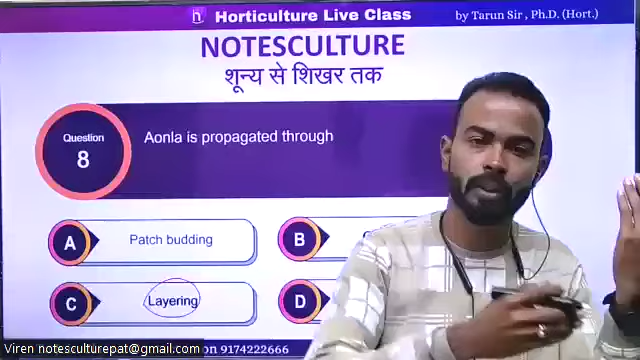 Horticulture Live Class
by Tarun Sir , Ph.D. (Hort.)
NOTESCULTURE
शून्य से शिखर तक
Question
8
Aonla is propagated through
A
Patch budding
B
C
Layering
D
Viren notesculturepat@gmail.com
on 9174222666